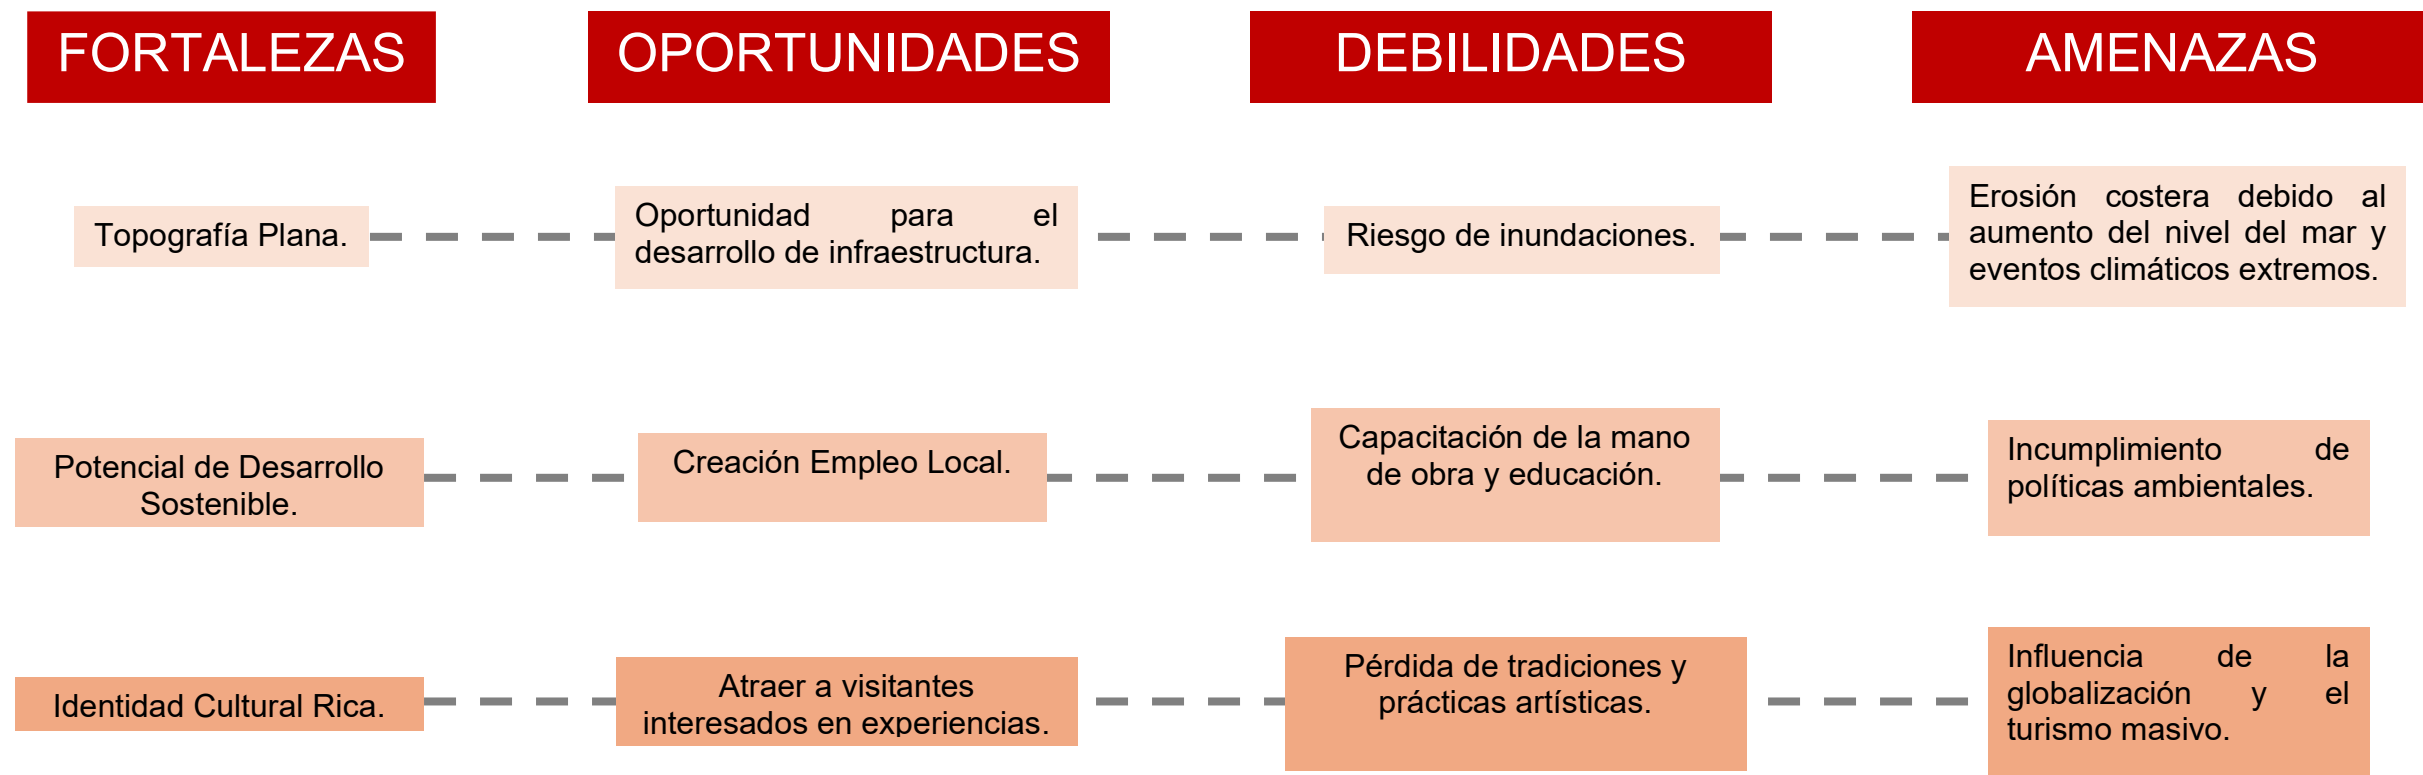 FORTALEZAS
OPORTUNIDADES
DEBILIDADES
AMENAZAS
Topografía Plana.
Oportunidad para el
desarrollo de infraestructura.
Riesgo de inundaciones.
Erosión costera debido al
aumento del nivel del mar y
eventos climáticos extremos.
Potencial de Desarrollo
Sostenible.
Creación Empleo Local.
Capacitación de la mano
de obra y educación.
Incumplimiento de
políticas ambientales.
Identidad Cultural Rica.
Atraer a visitantes
interesados en experiencias.
Pérdida de tradiciones y
prácticas artísticas.
Influencia de la
globalización y el
turismo masivo.